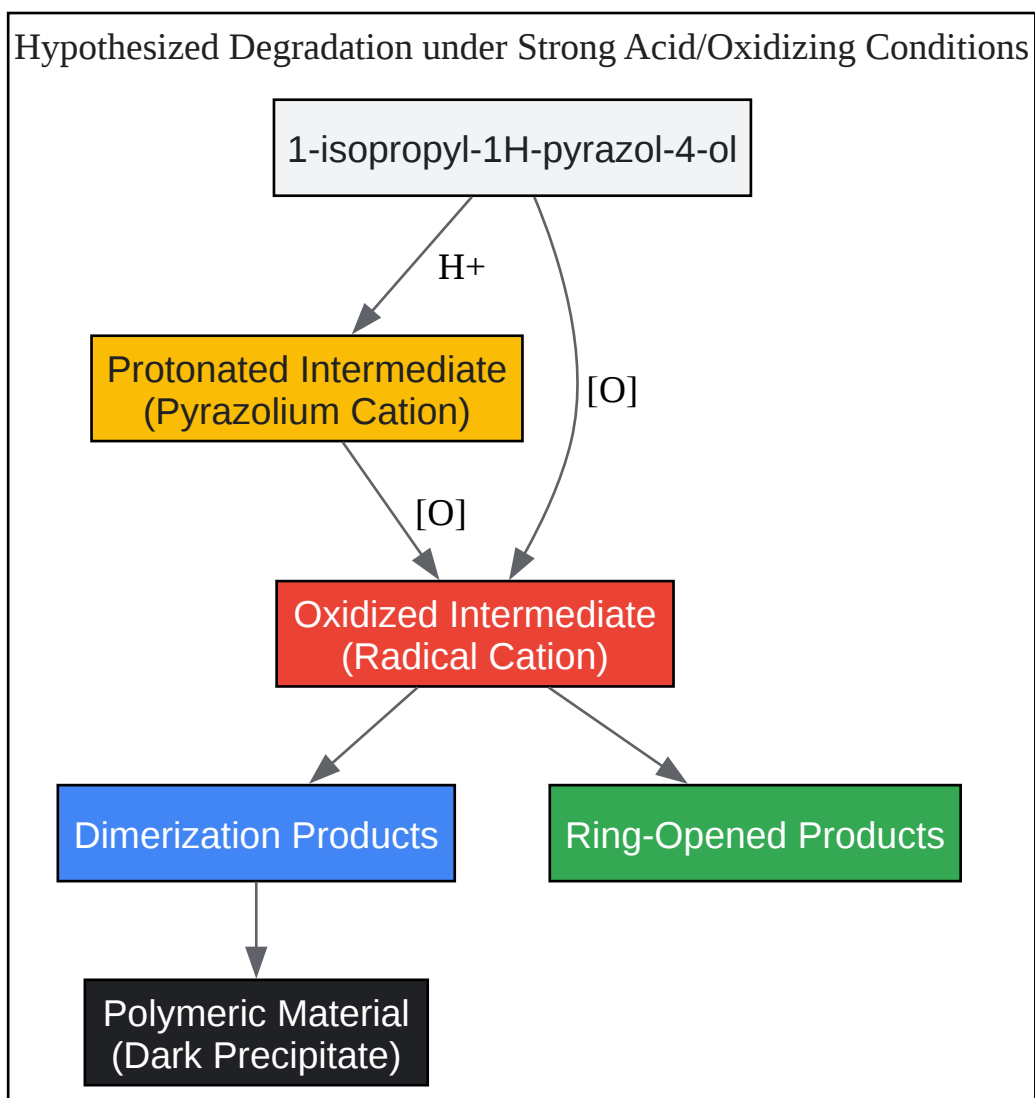 Hypothesized Degradation under Strong Acid/Oxidizing Conditions
1-isopropyl-1H-pyrazol-4-ol
H+
Protonated Intermediate
(Pyrazolium Cation)
[O]
[O]
Oxidized Intermediate
(Radical Cation)
Dimerization Products
Ring-Opened Products
Polymeric Material
(Dark Precipitate)